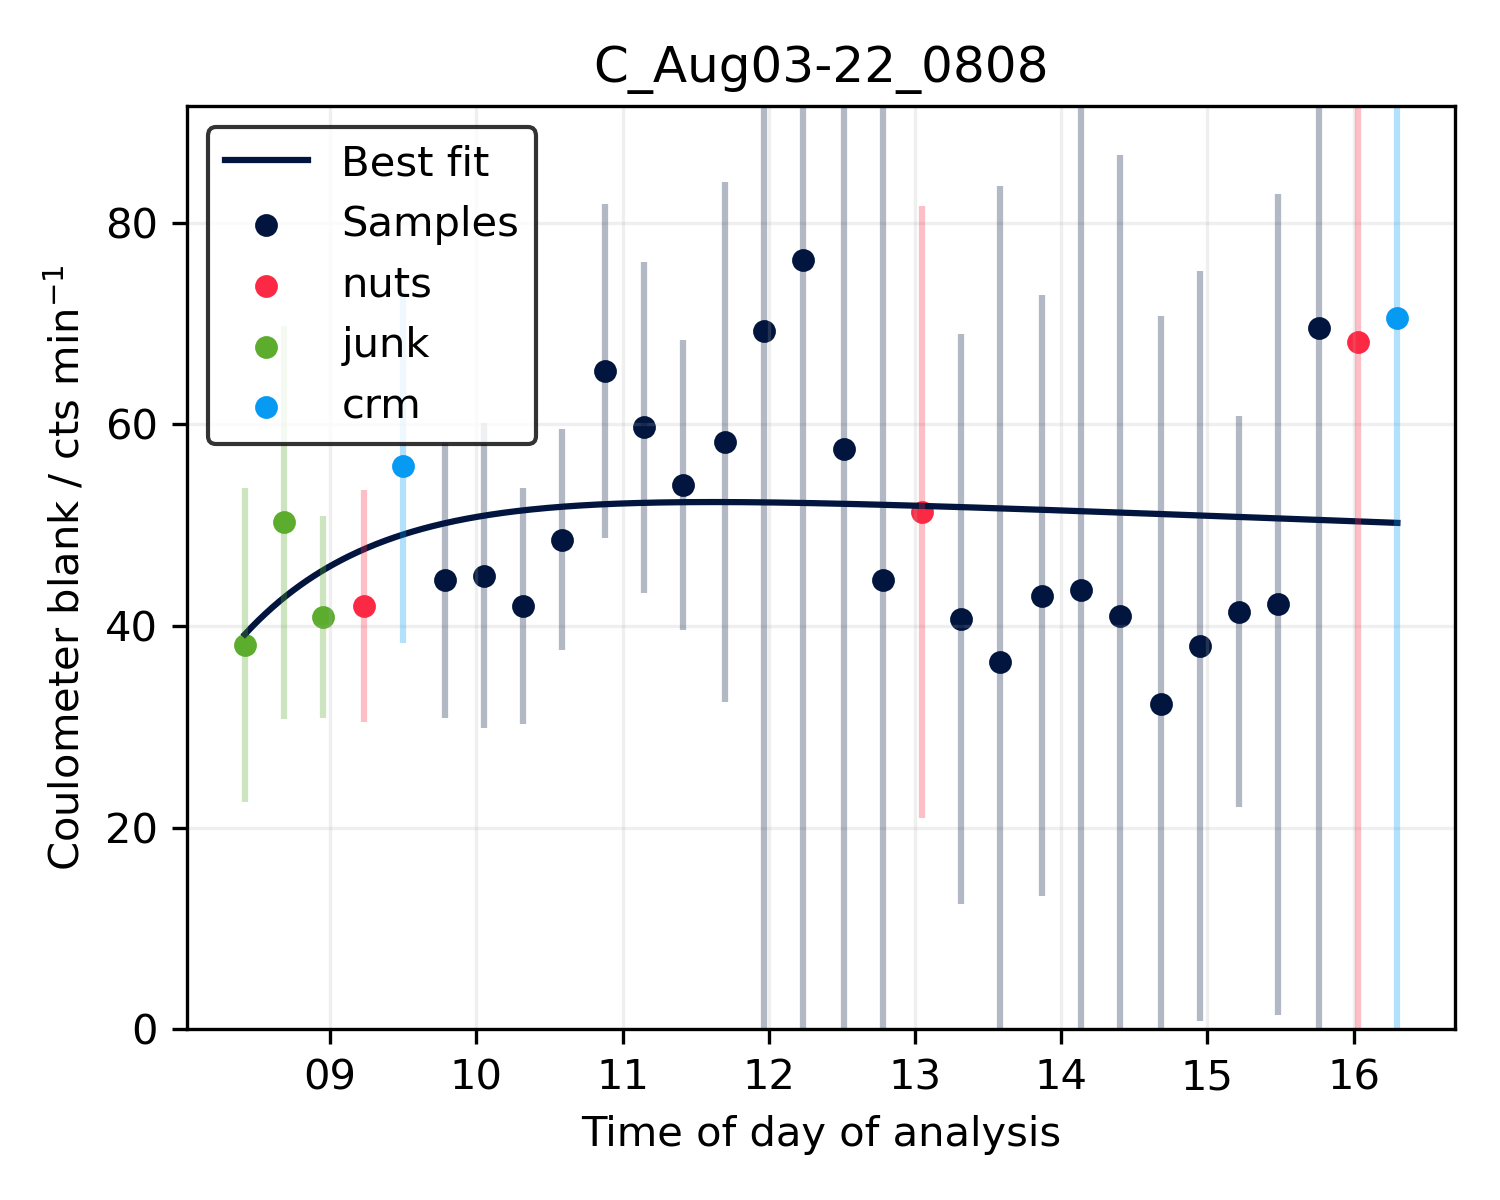 C_Aug03-22_0808
Best fit
Samples
nuts
junk
crm
Coulometer blank / cts min⁻¹
80
60
40
20
0
09 10 11 12 13 14 15 16
Time of day of analysis